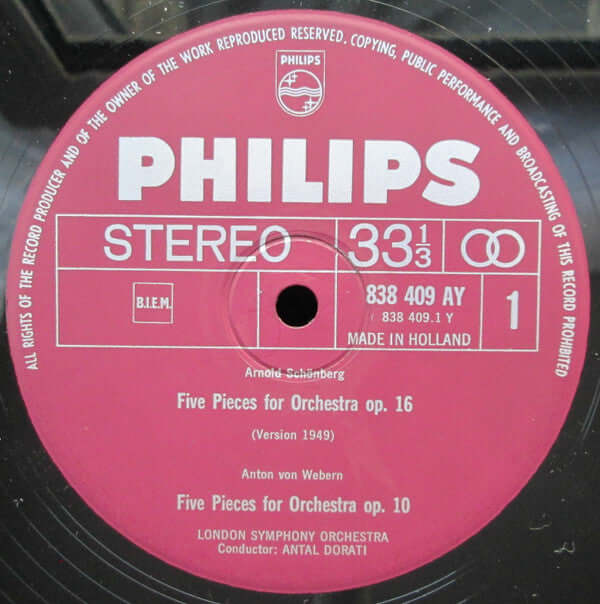 ALL RIGHTS OF THE RECORD PRODUCER AND OF THE OWNER OF THE WORK REPRODUCED RESERVED. COPYING, PUBLIC PERFORMANCE AND BROADCASTING OF THIS RECORD PROHIBITED
PHILIPS
PHILIPS
STEREO 33 1/3
B.I.E.M. 838 409 AY 1
838 409.1 Y
MADE IN HOLLAND
Arnold Schönberg
Five Pieces for Orchestra op. 16
(Version 1949)
Anton von Webern
Five Pieces for Orchestra op. 10
LONDON SYMPHONY ORCHESTRA
Conductor: ANTAL DORATI